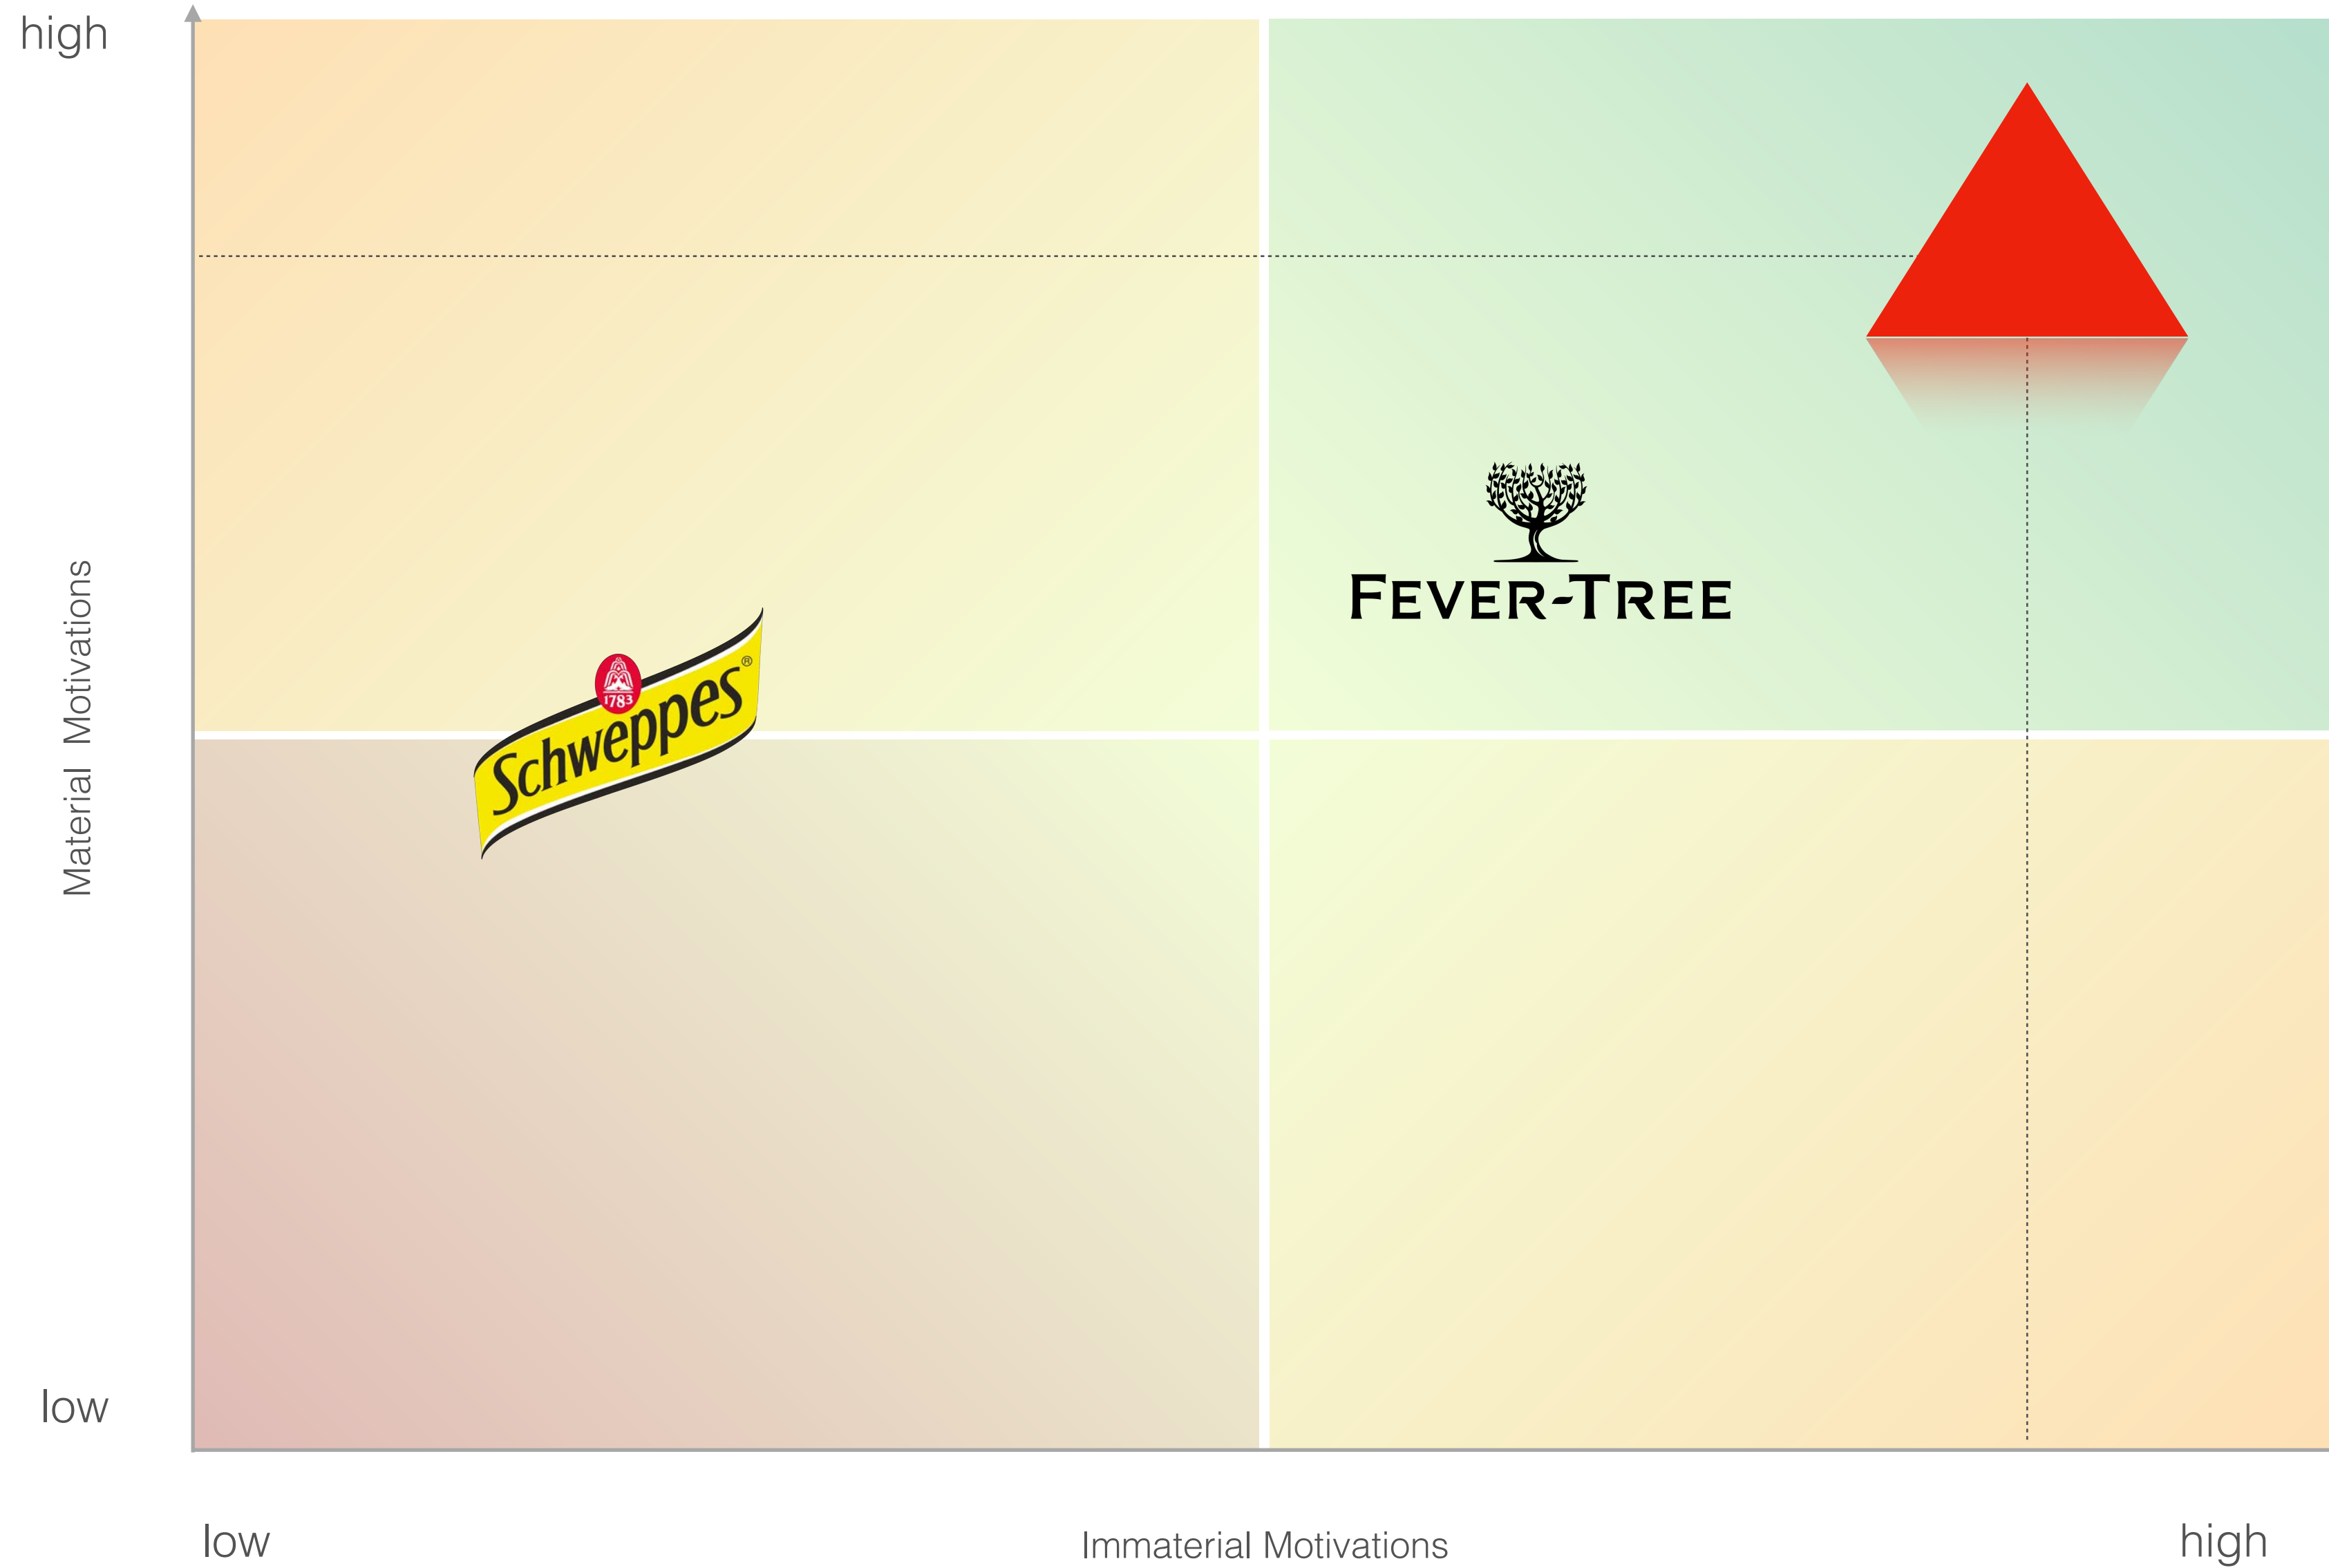 high
FEVER-TREE
1783
Schweppes®
Material Motivations
low
low
Immaterial Motivations
high